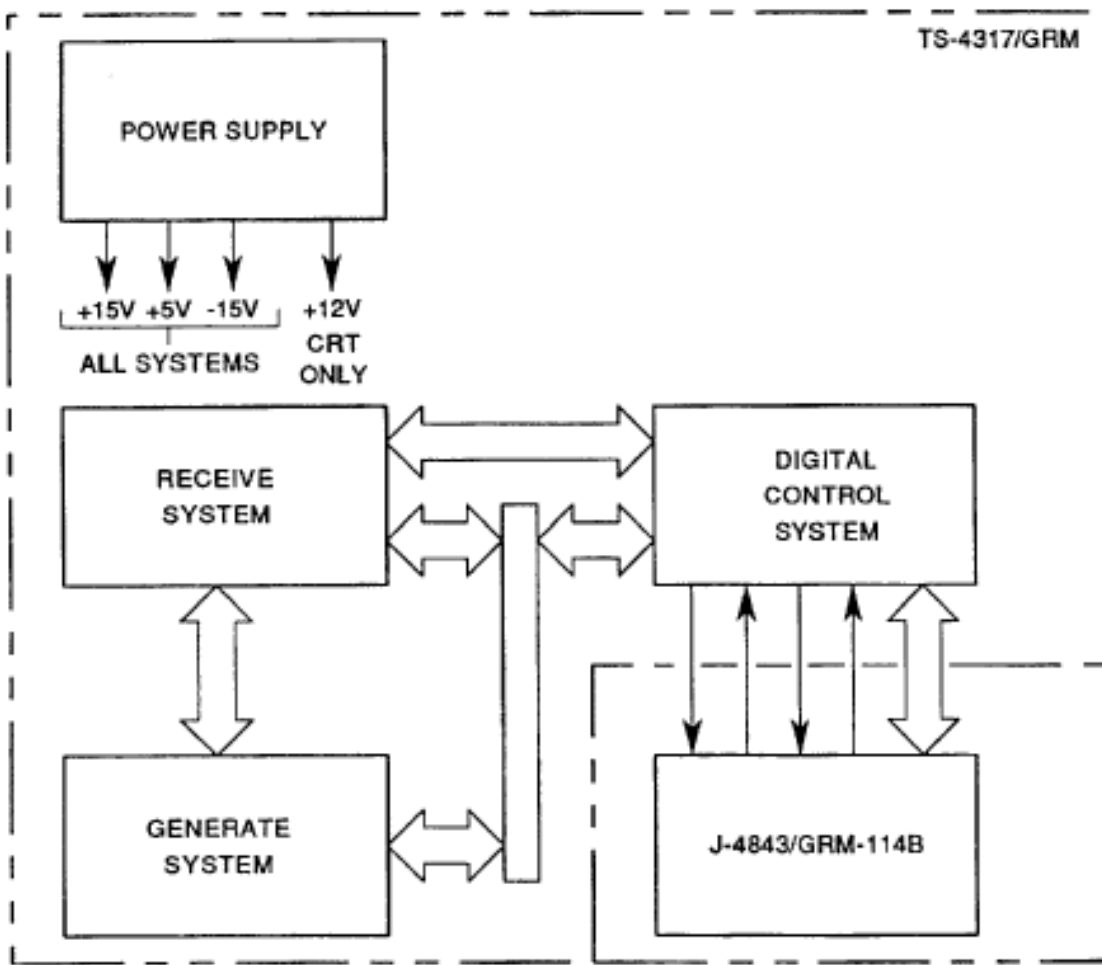 TS-4317/GRM
POWER SUPPLY
+15V +5V -15V +12V
ALL SYSTEMS
CRT
ONLY
RECEIVE
SYSTEM
DIGITAL
CONTROL
SYSTEM
GENERATE
SYSTEM
J-4843/GRM-114B